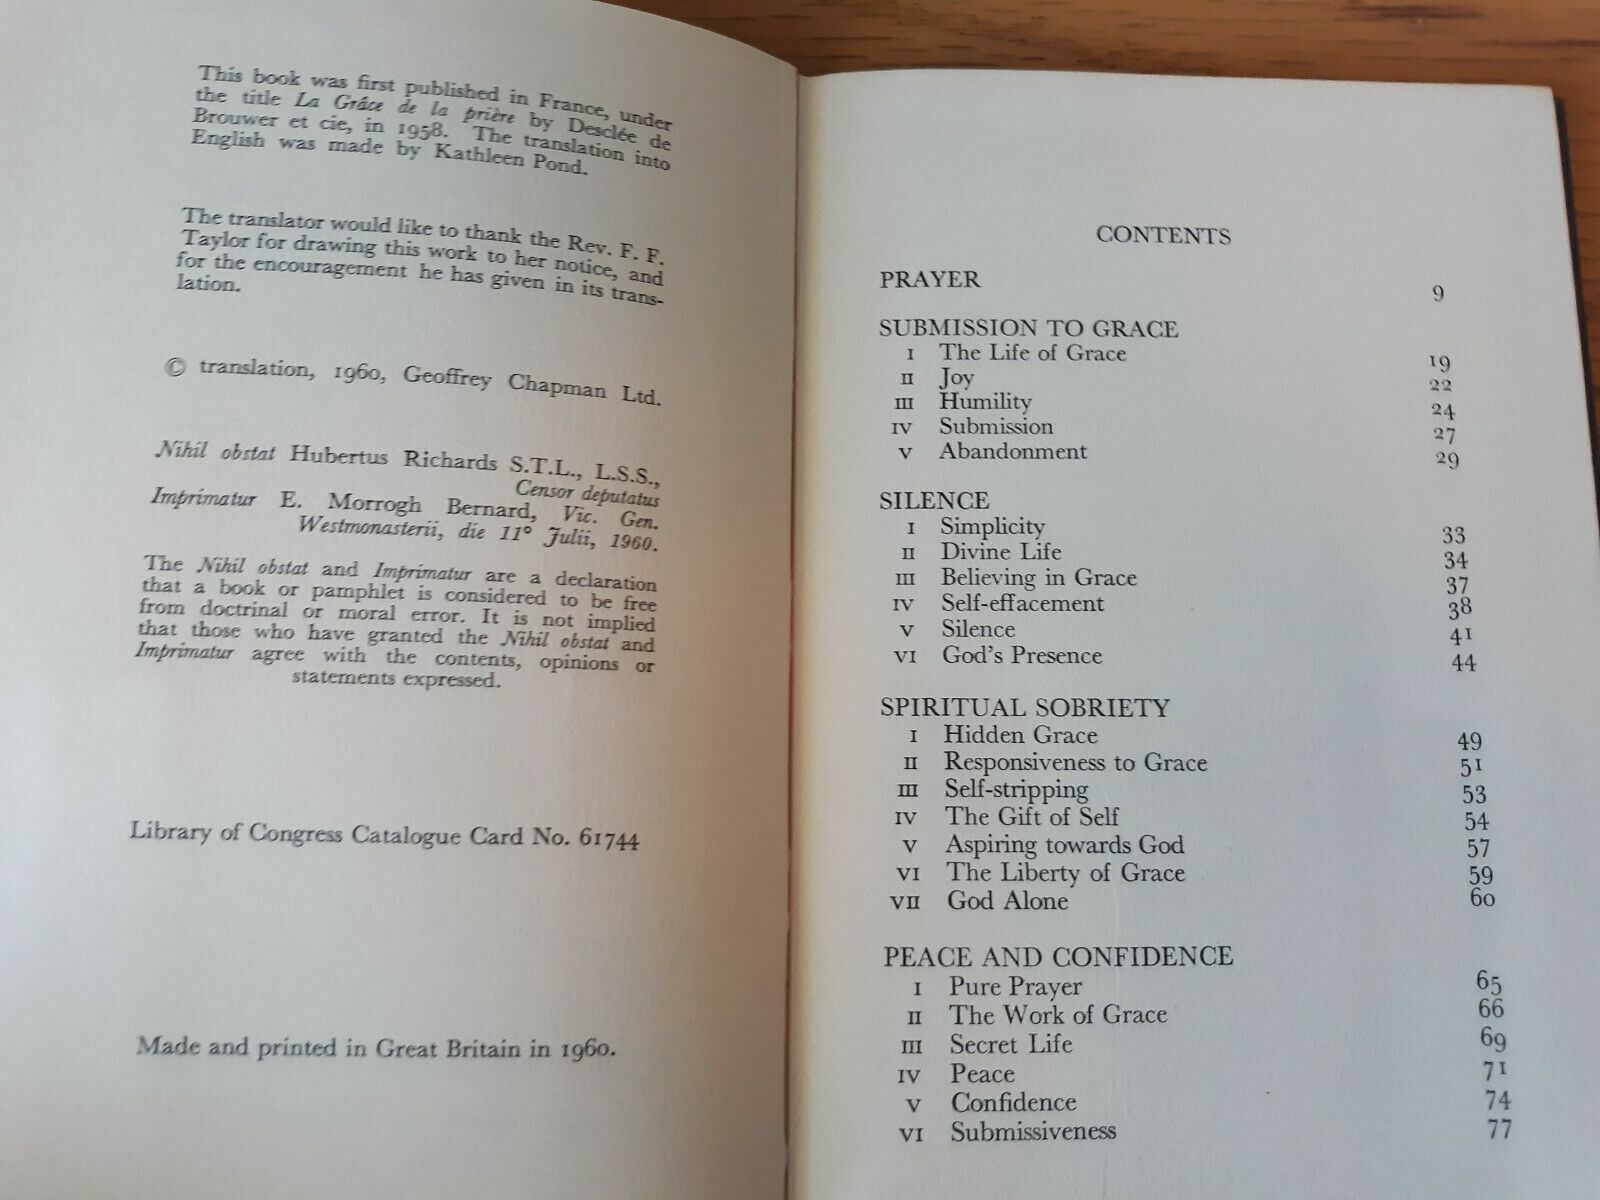 This book was first published in France, under
the title La Grâce de la prière by Desclée de
Brouwer et cie, in 1958. The translation into
English was made by Kathleen Pond.
The translator would like to thank the Rev. F. F.
Taylor for drawing this work to her notice, and
for the encouragement he has given in its trans-
lation.
© translation, 1960, Geoffrey Chapman Ltd.
Nihil obstat Hubertus Richards S.T.L., L.S.S.,
Censor deputatus
Imprimatur E. Morrogh Bernard, Vic. Gen.
Westmonasterii, die 11° Julii, 1960.
The Nihil obstat and Imprimatur are a declaration
that a book or pamphlet is considered to be free
from doctrinal or moral error. It is not implied
that those who have granted the Nihil obstat and
Imprimatur agree with the contents, opinions or
statements expressed.
Library of Congress Catalogue Card No. 61744
Made and printed in Great Britain in 1960.
CONTENTS
PRAYER 9
SUBMISSION TO GRACE
I The Life of Grace 19
II Joy 22
III Humility 24
IV Submission 27
V Abandonment 29
SILENCE
I Simplicity 33
II Divine Life 34
III Believing in Grace 37
IV Self-effacement 38
V Silence 41
VI God's Presence 44
SPIRITUAL SOBRIETY
I Hidden Grace 49
II Responsiveness to Grace 51
III Self-stripping 53
IV The Gift of Self 54
V Aspiring towards God 57
VI The Liberty of Grace 59
VII God Alone 60
PEACE AND CONFIDENCE
I Pure Prayer 65
II The Work of Grace 66
III Secret Life 69
IV Peace 71
V Confidence 74
VI Submissiveness 77